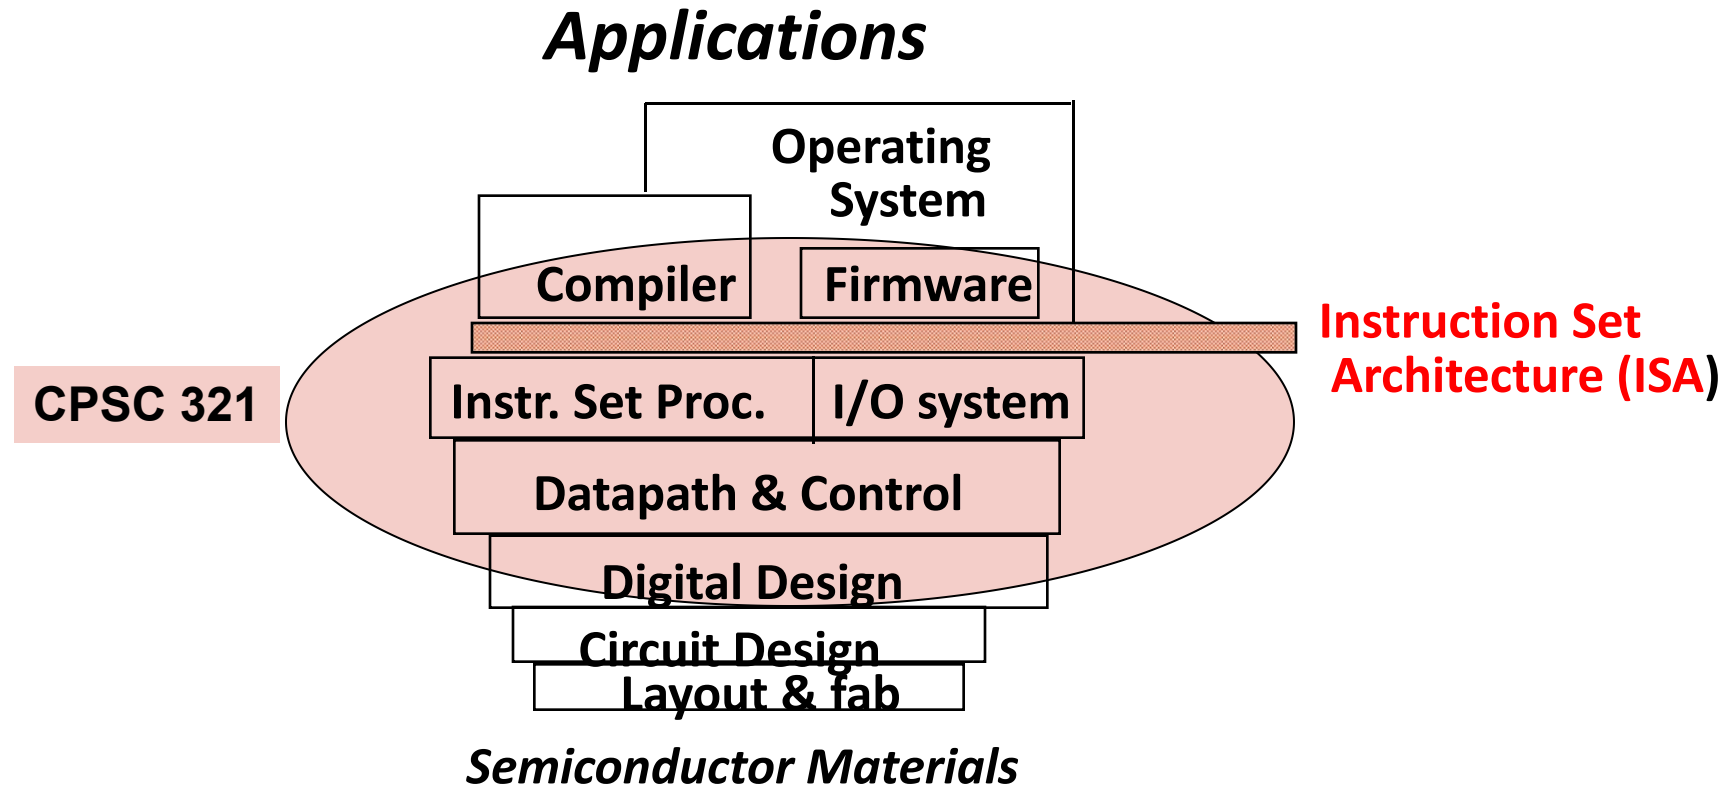 Applications
Operating
System
Compiler
Firmware
Instruction Set
Architecture (ISA)
CPSC 321
Instr. Set Proc.
I/O system
Datapath & Control
Digital Design
Circuit Design
Layout & fab
Semiconductor Materials